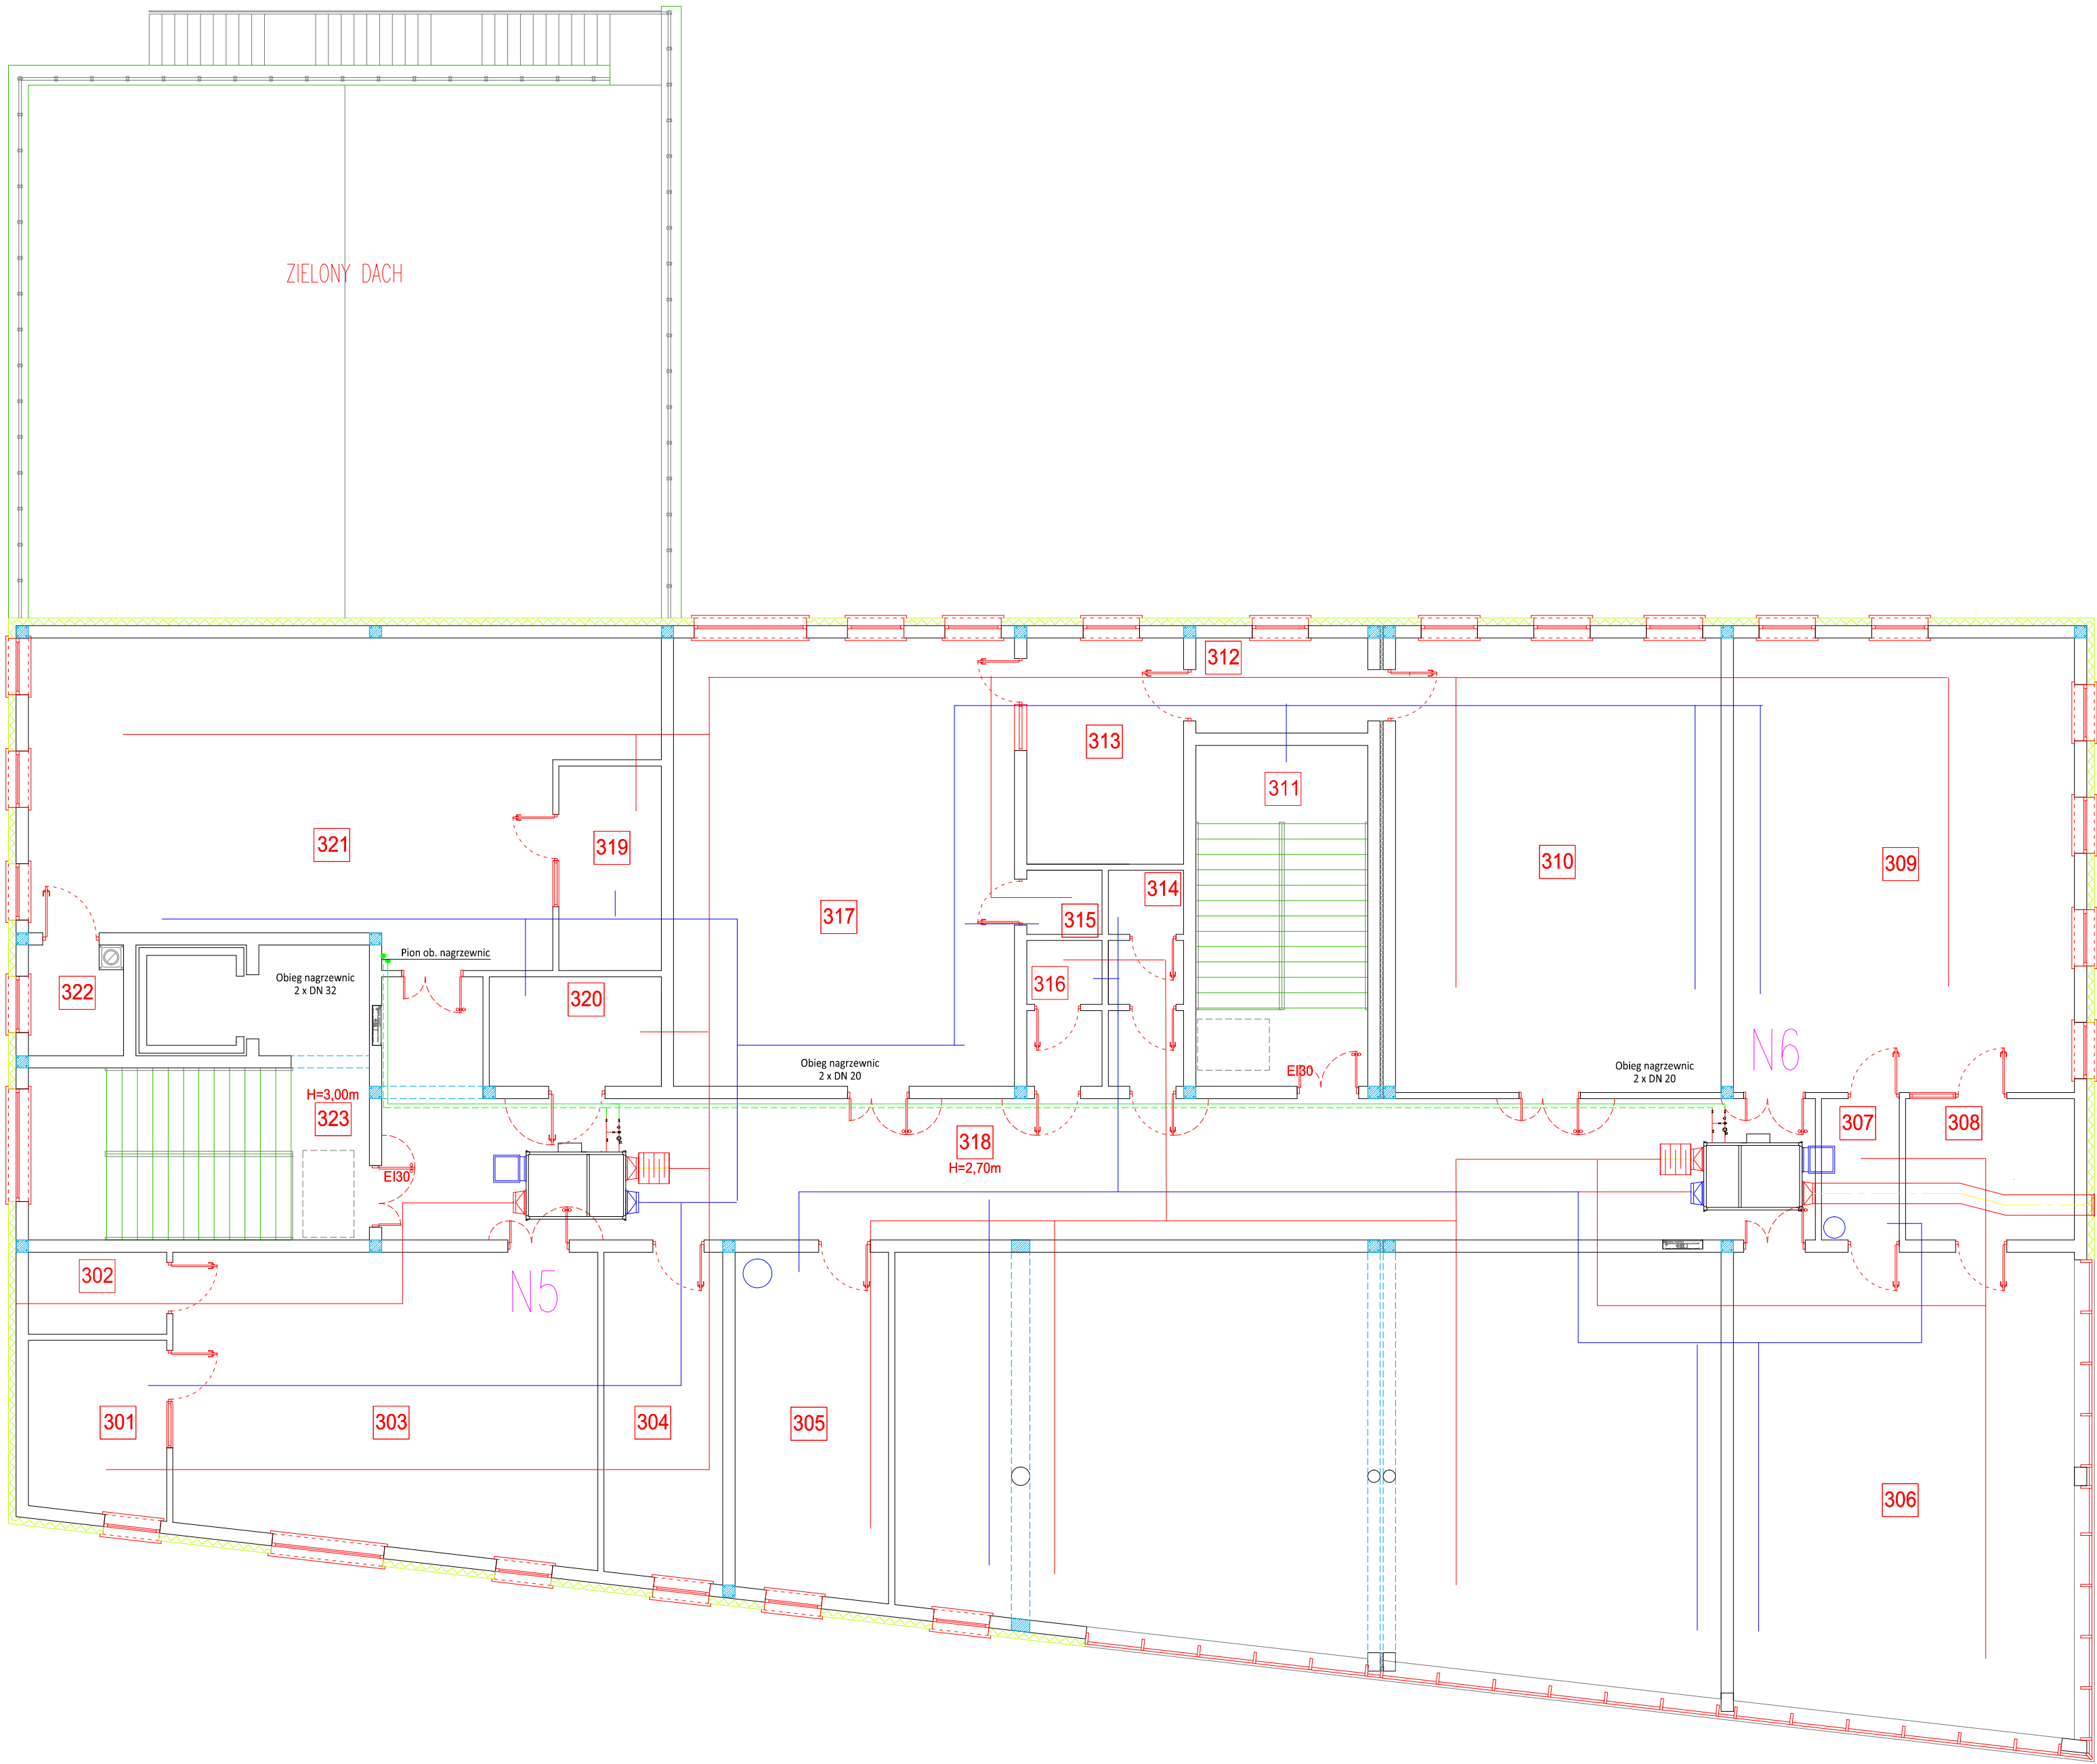 ZIELONY DACH
312
313
311
321
319
310
309
314
317
315
Pion ob. nagrzewnic
Obieg nagrzewnic
2 x DN 32
322
316
320
N6
Obieg nagrzewnic
2 x DN 20
Obieg nagrzewnic
2 x DN 20
EI30
H=3,00m
323
307
308
318
H=2,70m
EI30
302
N5
301
303
304
305
306